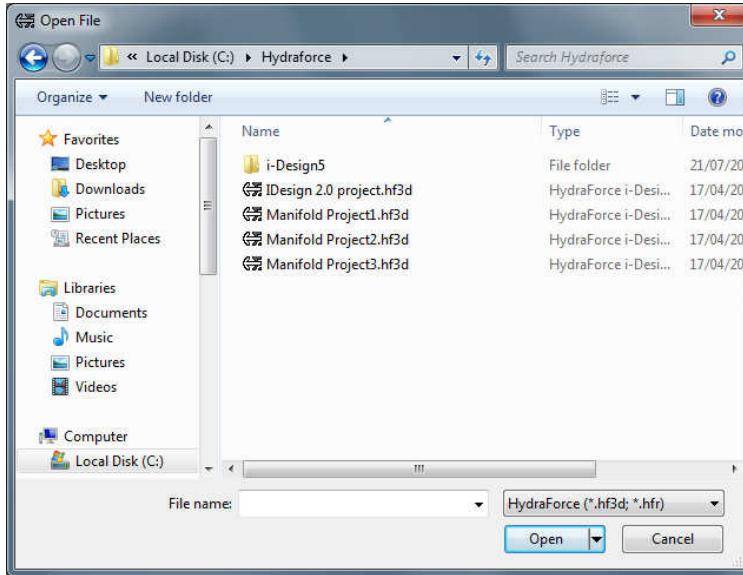 Open File
« Local Disk (C:) Hydraforce
Search Hydraforce
Organize New folder
Favorites
Desktop
Downloads
Pictures
Recent Places
Libraries
Documents
Music
Pictures
Videos
Computer
Local Disk (C:)
Name Type Date mo
i-Design5 File folder 21/07/20
IDesign 2.0 project.hf3d HydraForce i-Desi... 17/04/20
Manifold Project1.hf3d HydraForce i-Desi... 17/04/20
Manifold Project2.hf3d HydraForce i-Desi... 17/04/20
Manifold Project3.hf3d HydraForce i-Desi... 17/04/20
File name: HydraForce (*.hf3d; *.hfr)
Open Cancel